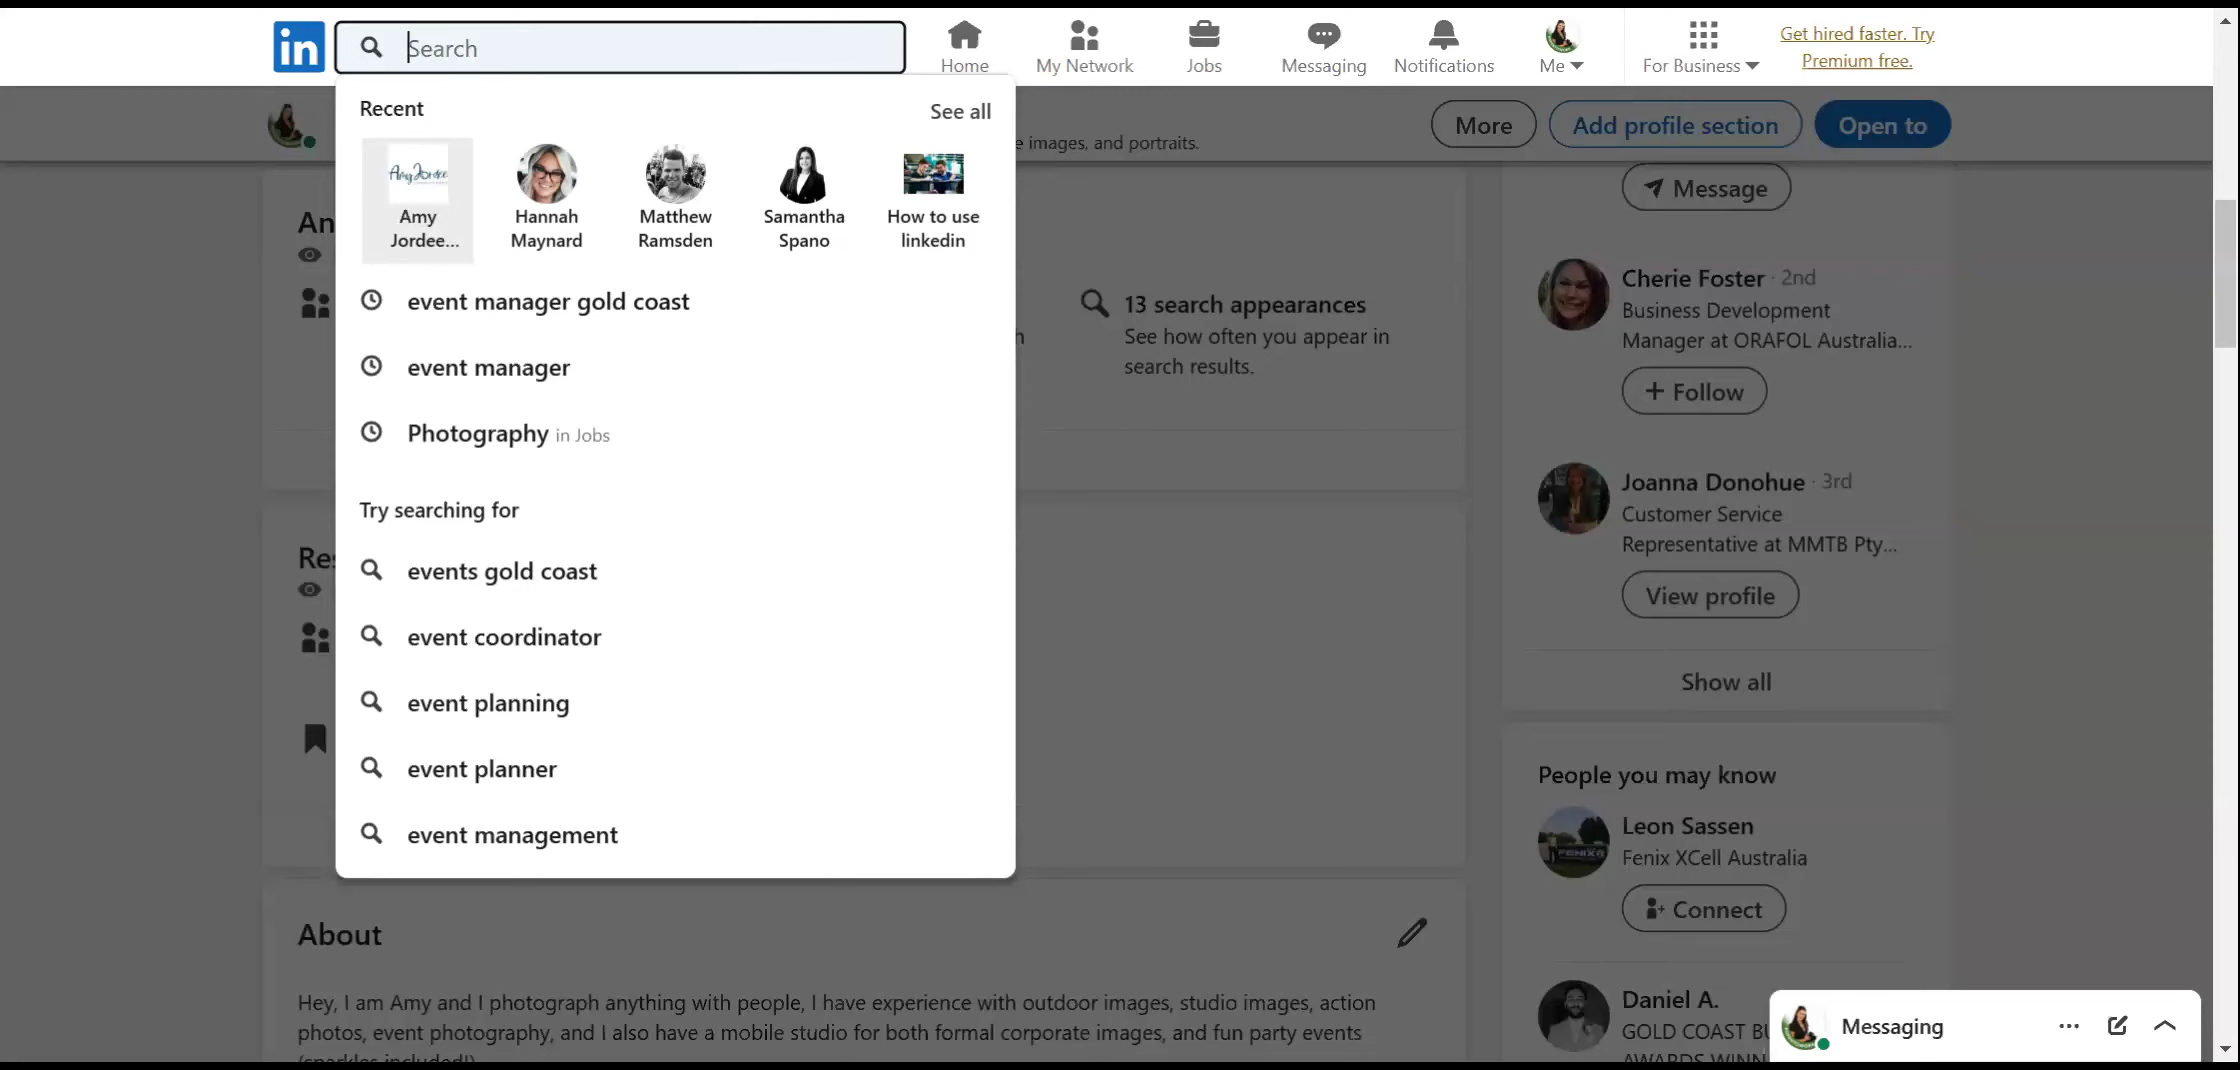 in
Search
Home
My Network
Jobs
Messaging
Notifications
Me
For Business
Get hired faster. Try
Premium free.
Recent
See all
Amy
Jordee...
Hannah
Maynard
Matthew
Ramsden
Samantha
Spano
How to use
linkedin
event manager gold coast
event manager
Photography in Jobs
Try searching for
events gold coast
event coordinator
event planning
event planner
event management
e images, and portraits.
More
Add profile section
Open to
An
13 search appearances
See how often you appear in
search results.
h
Res
About
Hey, I am Amy and I photograph anything with people, I have experience with outdoor images, studio images, action
photos, event photography, and I also have a mobile studio for both formal corporate images, and fun party events
(sparkles included!)
Message
Cherie Foster · 2nd
Business Development
Manager at ORAFOL Australia...
+ Follow
Joanna Donohue · 3rd
Customer Service
Representative at MMTB Pty...
View profile
Show all
People you may know
Leon Sassen
Fenix XCell Australia
Connect
Daniel A.
GOLD COAST BU
AWARDS WINN
Messaging